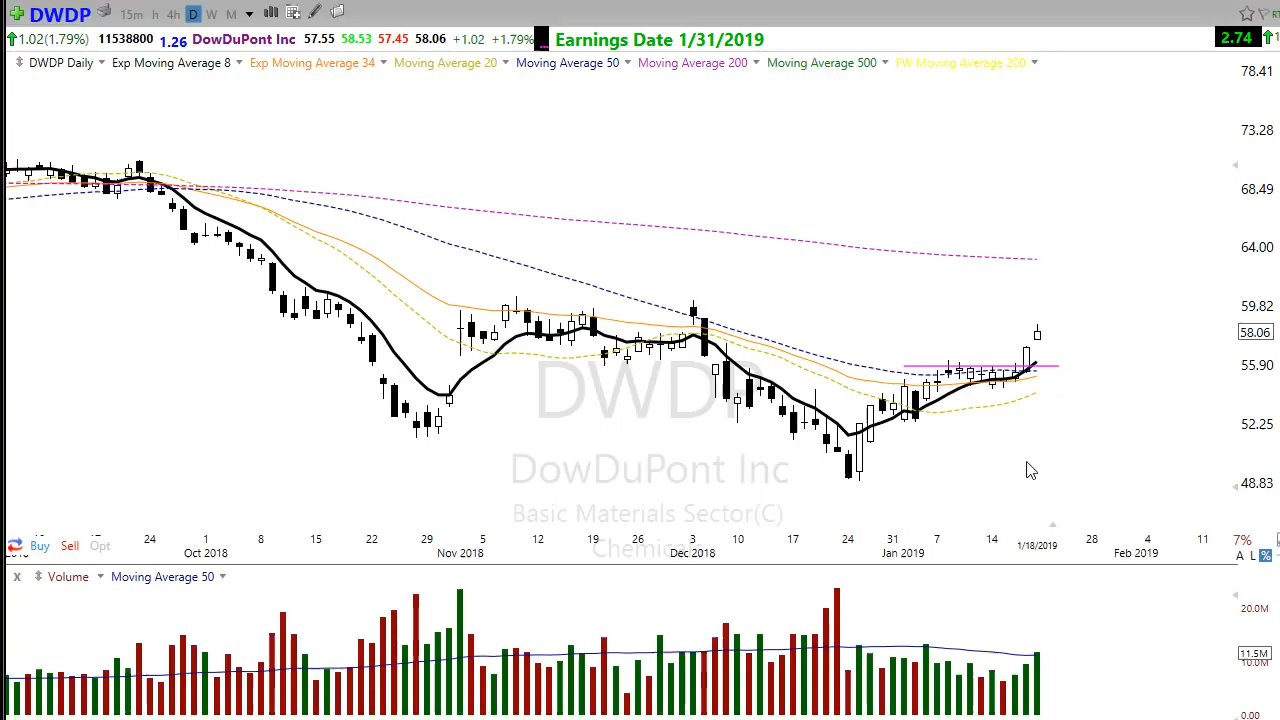 DWDP 15m h 4h D W M RT
1.02(1.79%) 11538800 1.26 DowDuPont Inc 57.55 58.53 57.45 58.06 +1.02 +1.79% ... Earnings Date 1/31/2019 2.74 1
DWDP Daily Exp Moving Average 8 Exp Moving Average 34 Moving Average 20 Moving Average 50 Moving Average 200 Moving Average 500 FW Moving Average 200
78.41
73.28
68.49
64.00
59.82
58.06
55.90
52.25
48.83
DWDP
DowDuPont Inc
Basic Materials Sector(C)
Chemical
24 1 8 15 22 29 5 12 19 26 3 10 17 24 31 7 14 1/18/2019 28 4 11 7%
Oct 2018 Nov 2018 Dec 2018 Jan 2019 Feb 2019 A L %
Buy Sell Opt
X Volume Moving Average 50
20.0M
11.5M
10.0M
0.00